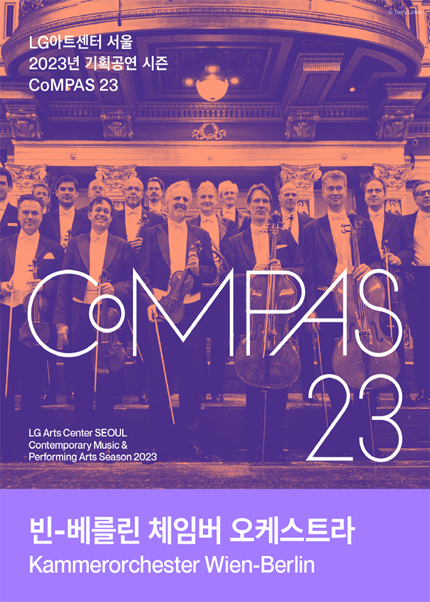 LG아트센터 서울
2023년 기획공연 시즌
CoMPAS 23
CoMPAS
23
LG Arts Center SEOUL
Contemporary Music &
Performing Arts Season 2023
빈-베를린 체임버 오케스트라
Kammerorchester Wien-Berlin